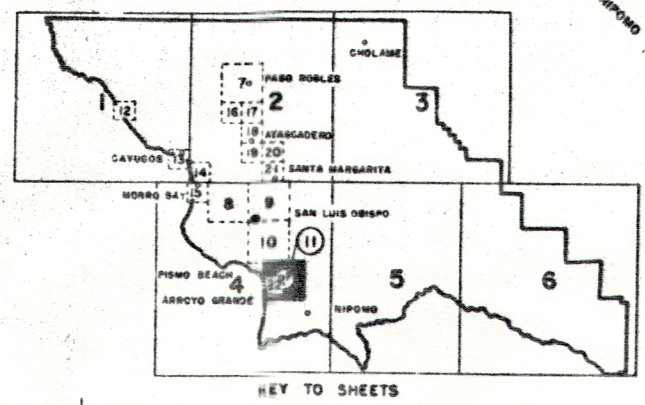 NIPOMO
CHOLAME
7 PASO ROBLES
1 2 3
12 16 17
18 ATASCADERO
CAYUCOS 13 19 20
14 21 SANTA MARGARITA
MORRO BAY 15
8 9 SAN LUIS OBISPO
10 11
PISMO BEACH 4 22 5 6
ARROYO GRANDE NIPOMO
KEY TO SHEETS